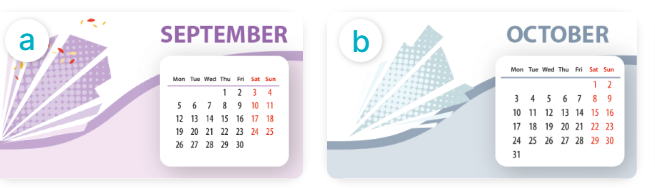 a
SEPTEMBER
Mon Tue Wed Thu Fri Sat Sun
1 2 3 4
5 6 7 8 9 10 11
12 13 14 15 16 17 18
19 20 21 22 23 24 25
26 27 28 29 30
b
OCTOBER
Mon Tue Wed Thu Fri Sat Sun
1 2
3 4 5 6 7 8 9
10 11 12 13 14 15 16
17 18 19 20 21 22 23
24 25 26 27 28 29 30
31